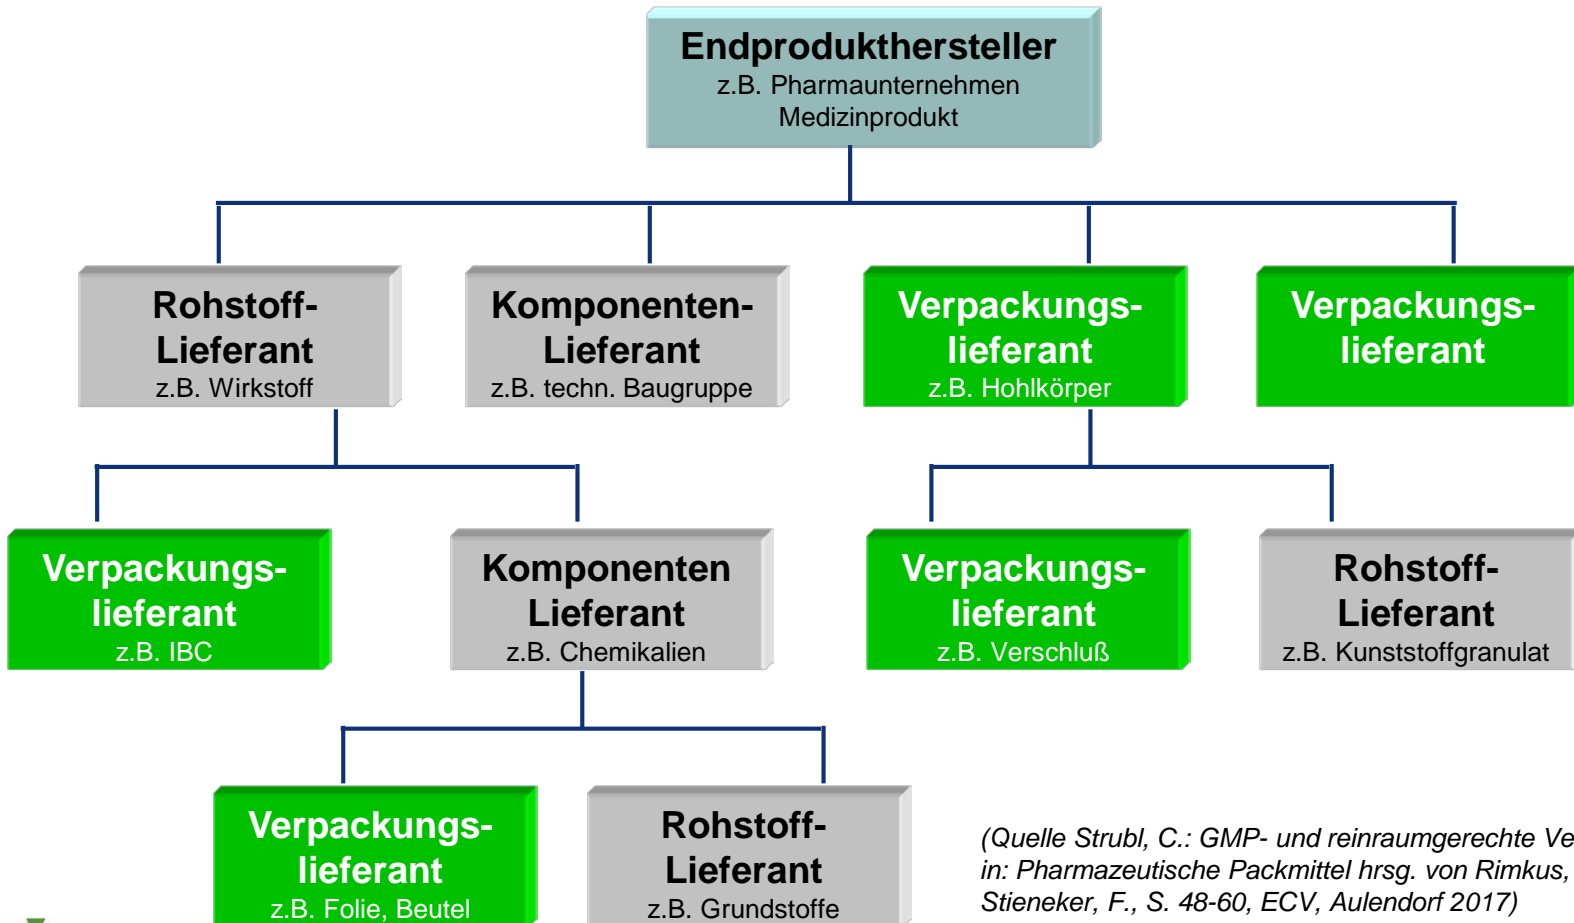 Endprodukthersteller
z.B. Pharmaunternehmen
Medizinprodukt
Rohstoff-
Lieferant
z.B. Wirkstoff
Komponenten-
Lieferant
z.B. techn. Baugruppe
Verpackungs-
lieferant
z.B. Hohlkörper
Verpackungs-
lieferant
Verpackungs-
lieferant
z.B. IBC
Komponenten
Lieferant
z.B. Chemikalien
Verpackungs-
lieferant
z.B. Verschluß
Rohstoff-
Lieferant
z.B. Kunststoffgranulat
Verpackungs-
lieferant
z.B. Folie, Beutel
Rohstoff-
Lieferant
z.B. Grundstoffe
(Quelle Strubl, C.: GMP- und reinraumgerechte Ve
in: Pharmazeutische Packmittel hrsg. von Rimkus,
Stieneker, F., S. 48-60, ECV, Aulendorf 2017)